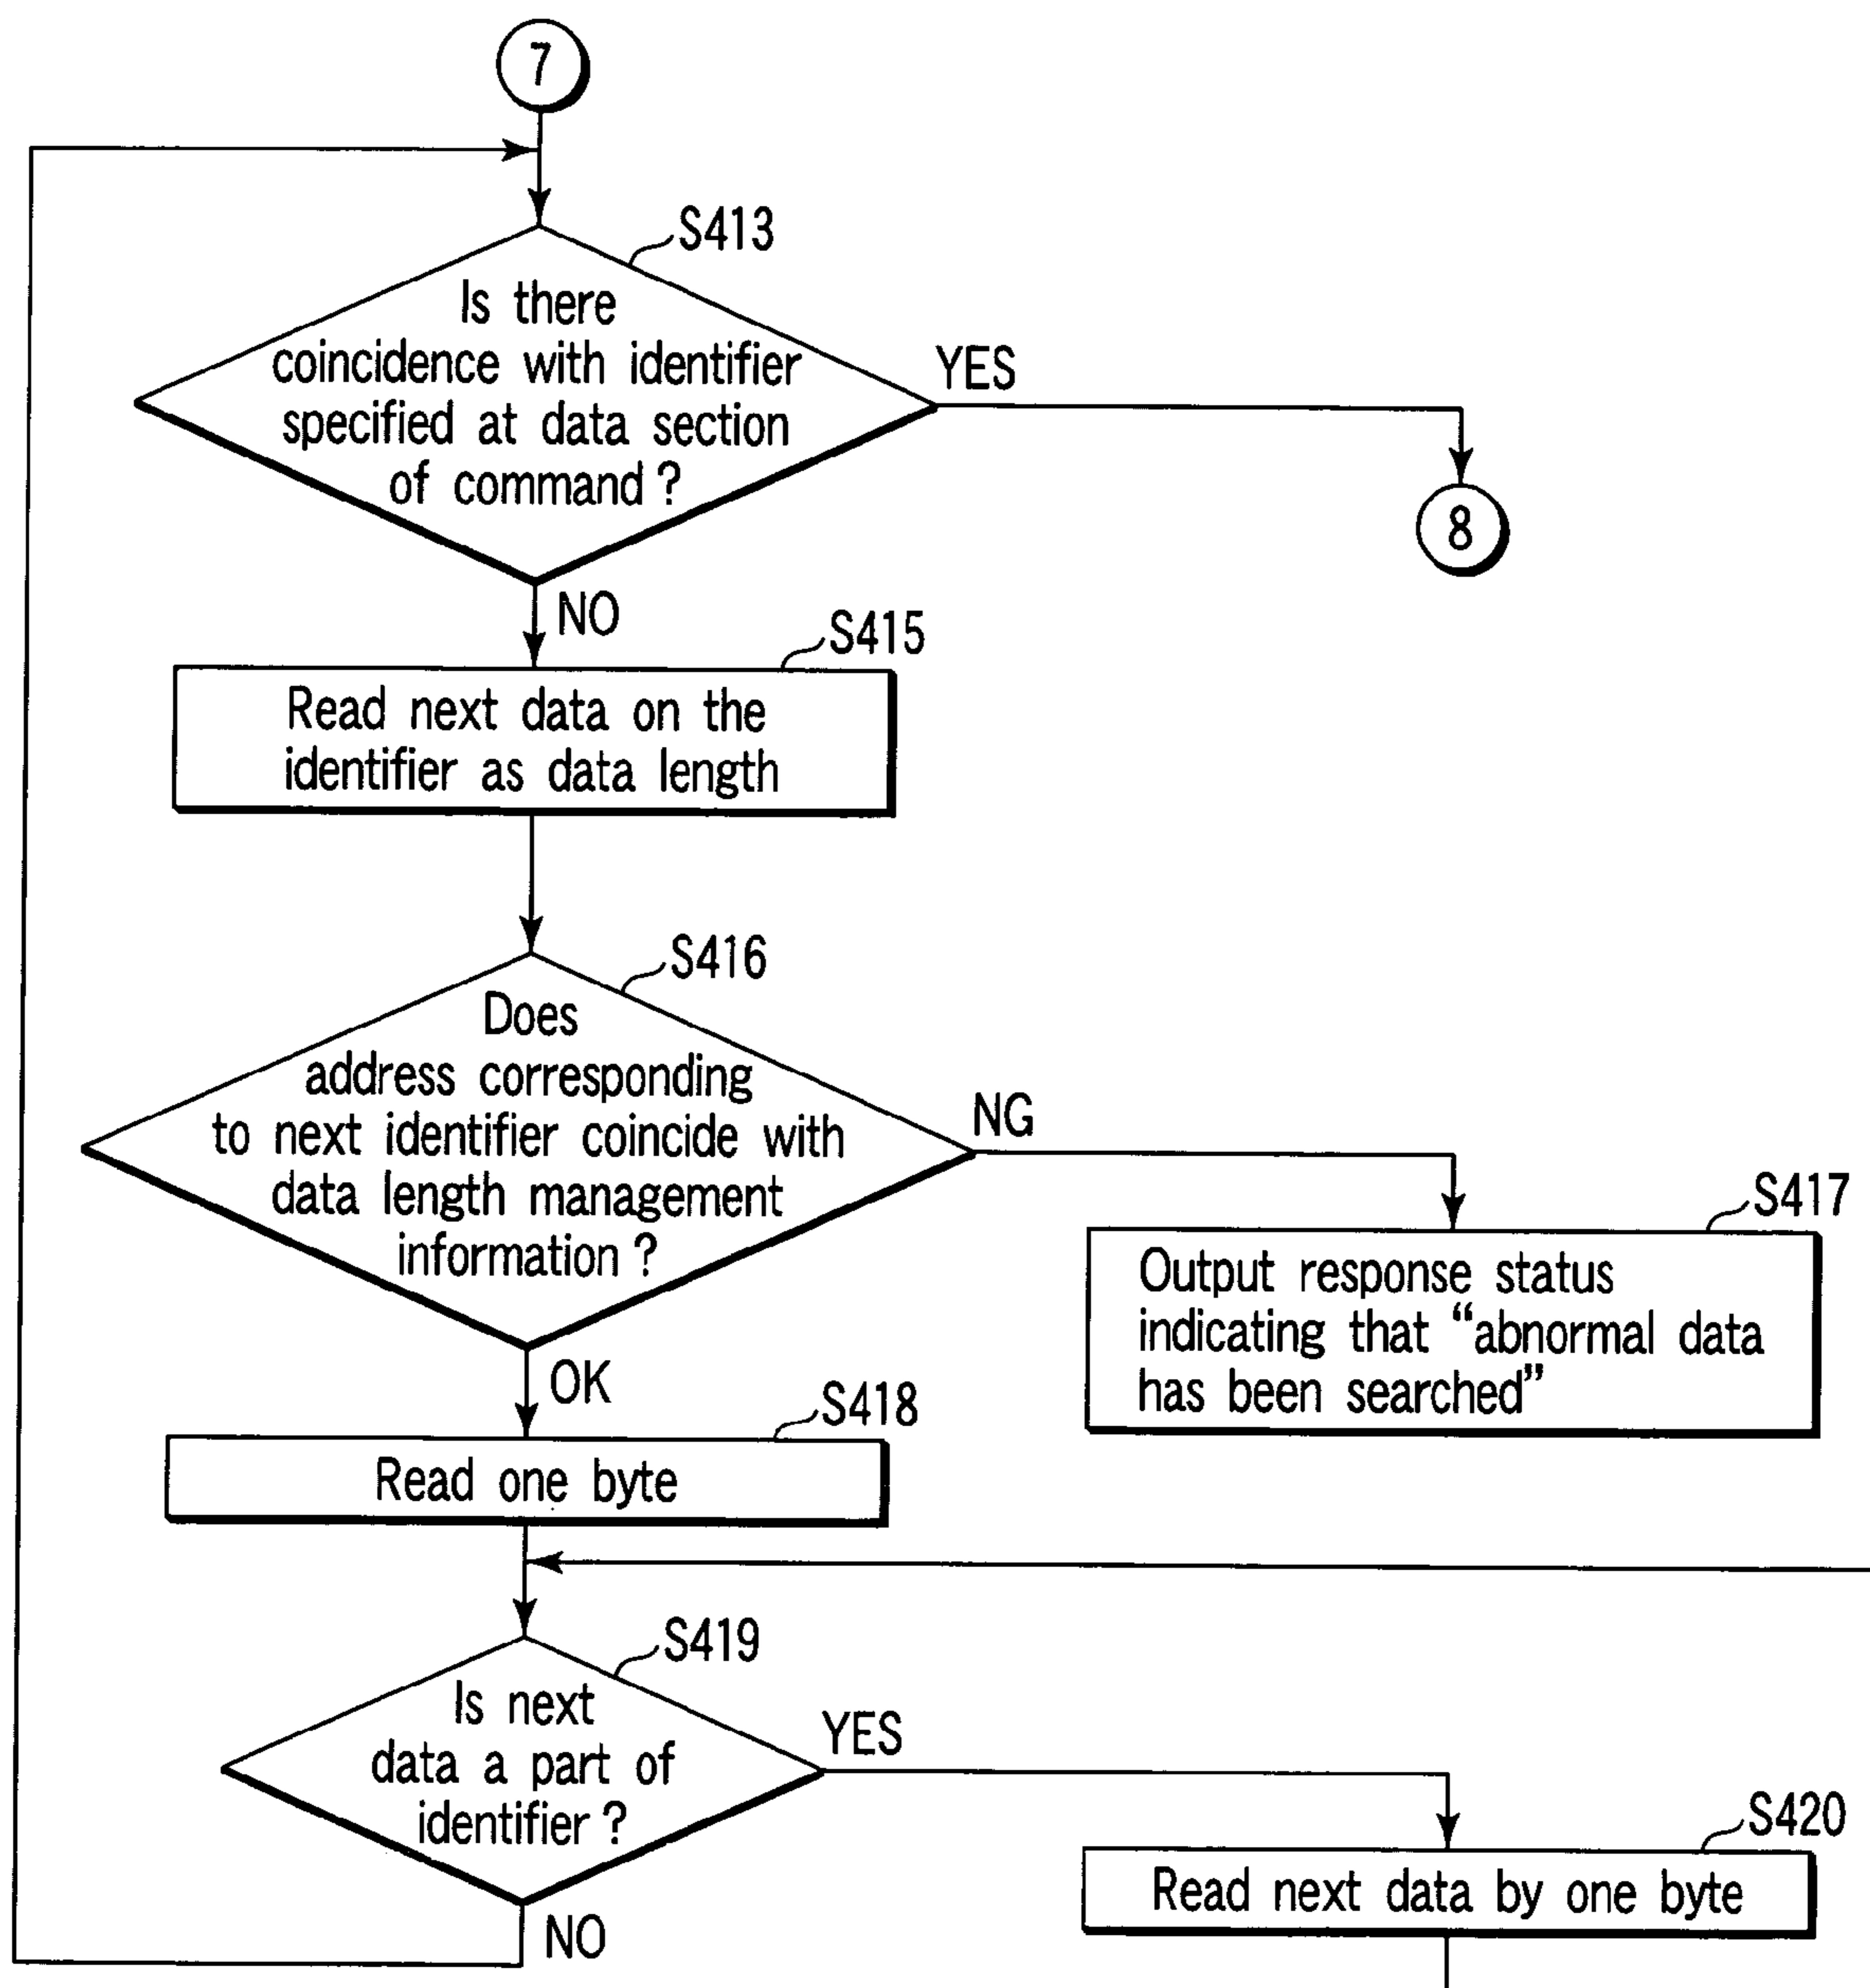 7
S413
Is there
coincidence with identifier
specified at data section
of command ?
YES
8
NO
S415
Read next data on the
identifier as data length
S416
Does
address corresponding
to next identifier coincide with
data length management
information ?
NG
S417
Output response status
indicating that “abnormal data
has been searched”
OK
S418
Read one byte
S419
Is next
data a part of
identifier ?
YES
S420
Read next data by one byte
NO